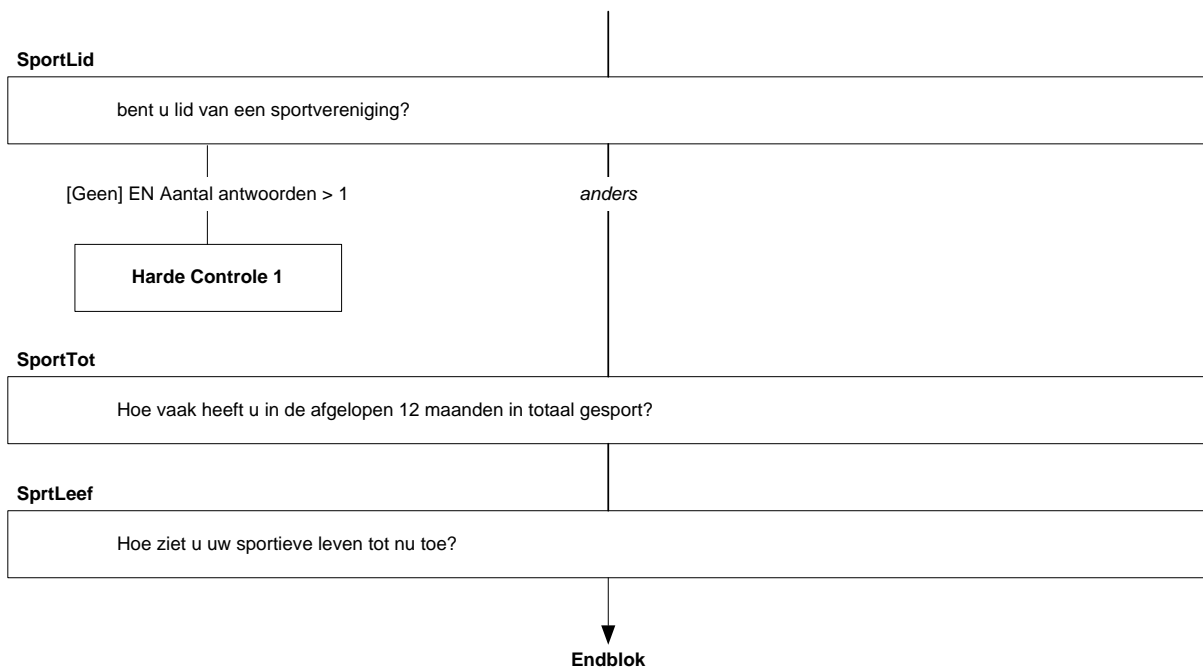 SportLid
bent u lid van een sportvereniging?
[Geen] EN Aantal antwoorden > 1
anders
Harde Controle 1
SportTot
Hoe vaak heeft u in de afgelopen 12 maanden in totaal gesport?
SprtLeef
Hoe ziet u uw sportieve leven tot nu toe?
Endblok